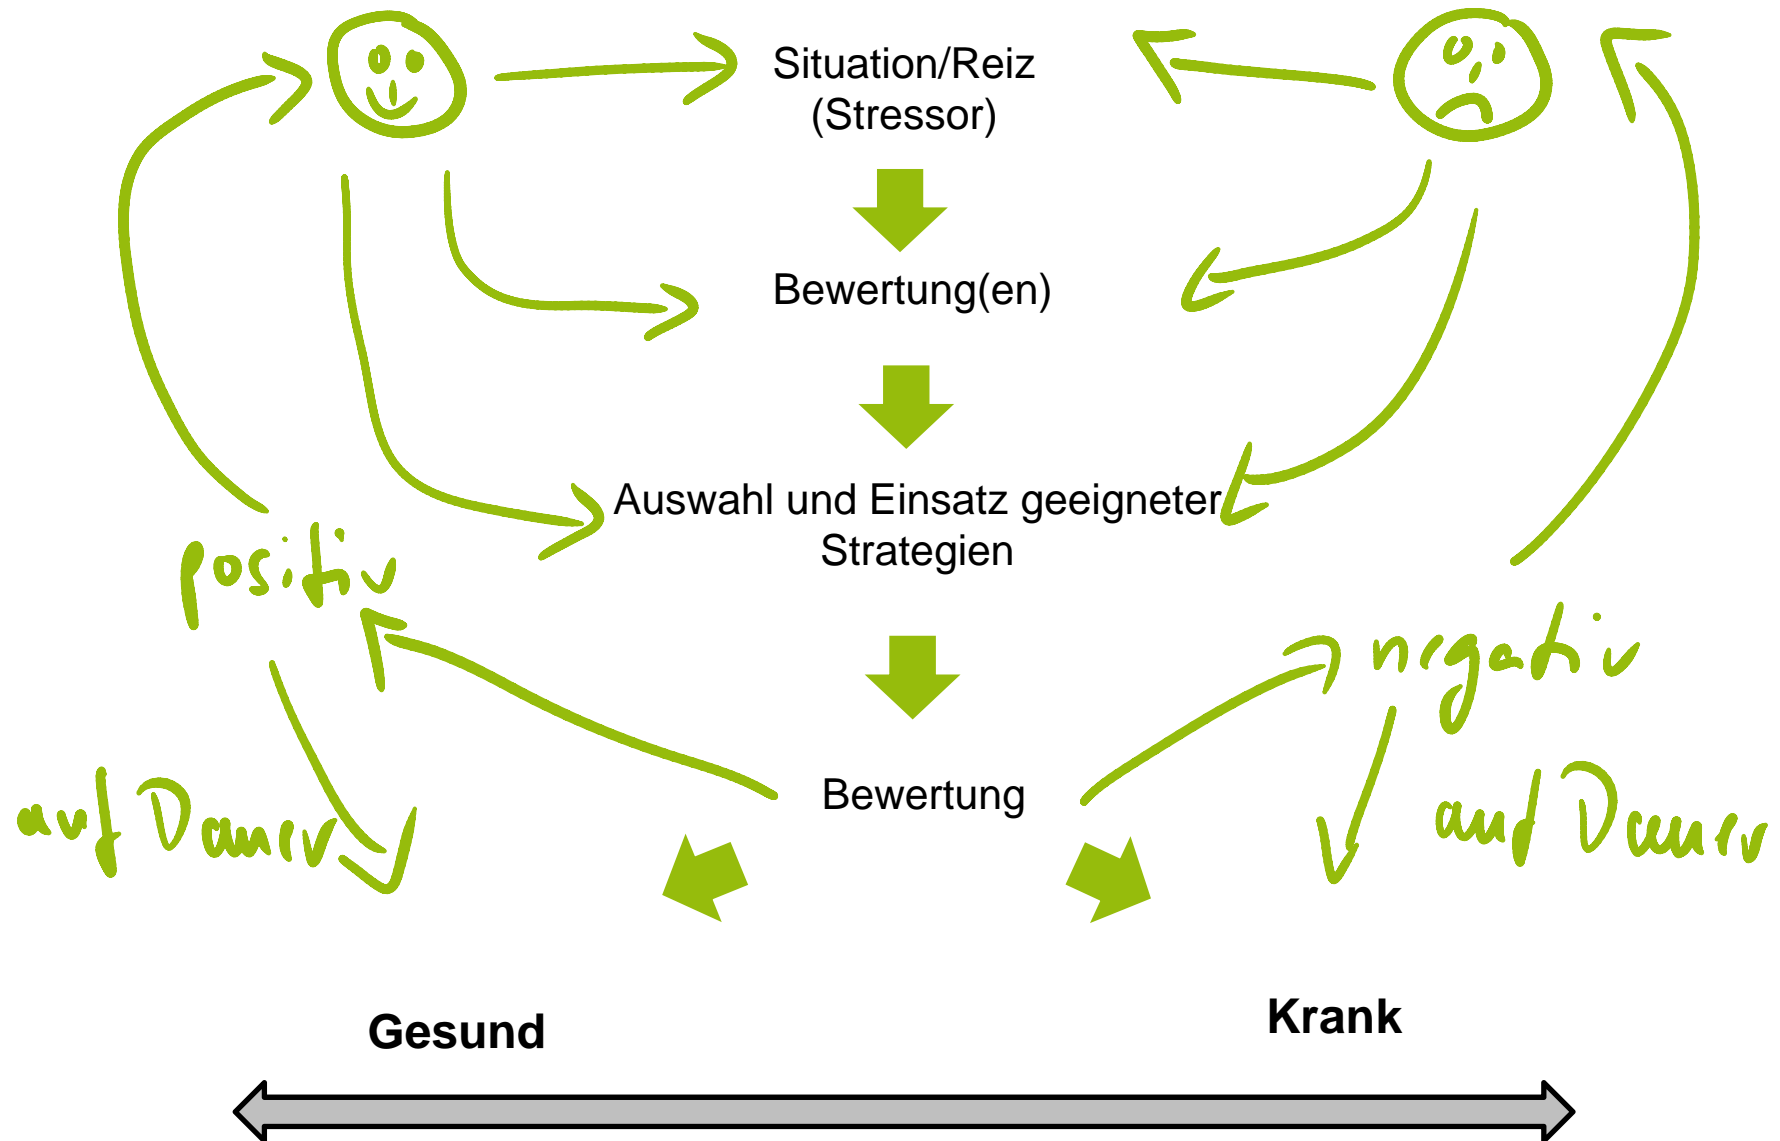 Situation/Reiz
(Stressor)
Bewertung(en)
Auswahl und Einsatz geeigneter
Strategien
positiv
negativ
Bewertung
auf Dauer
auf Dauer
Gesund
Krank